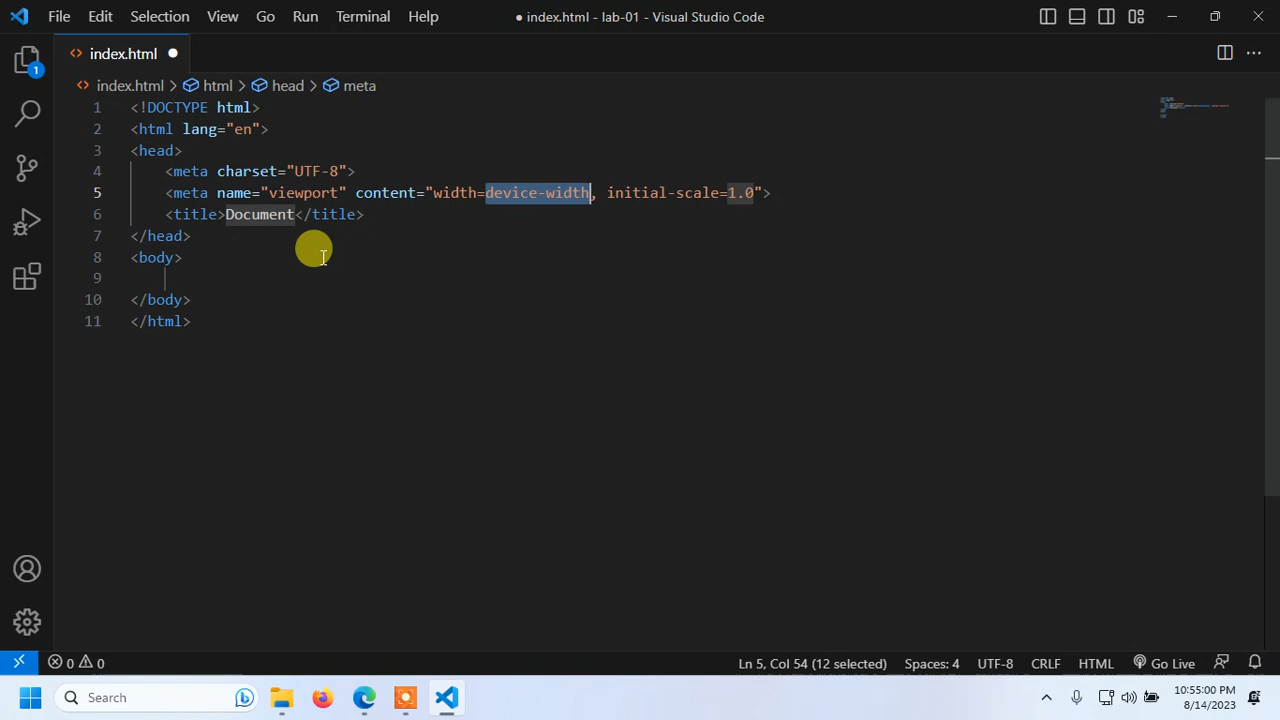 File Edit Selection View Go Run Terminal Help
● index.html - lab-01 - Visual Studio Code
index.html
1
index.html > html > head > meta
1 <!DOCTYPE html>
2 <html lang="en">
3 <head>
4 <meta charset="UTF-8">
5 <meta name="viewport" content="width=device-width, initial-scale=1.0">
6 <title>Document</title>
7 </head>
8 <body>
9
10 </body>
11 </html>
0 0
Ln 5, Col 54 (12 selected) Spaces: 4 UTF-8 CRLF HTML Go Live
Search
10:55:00 PM
8/14/2023